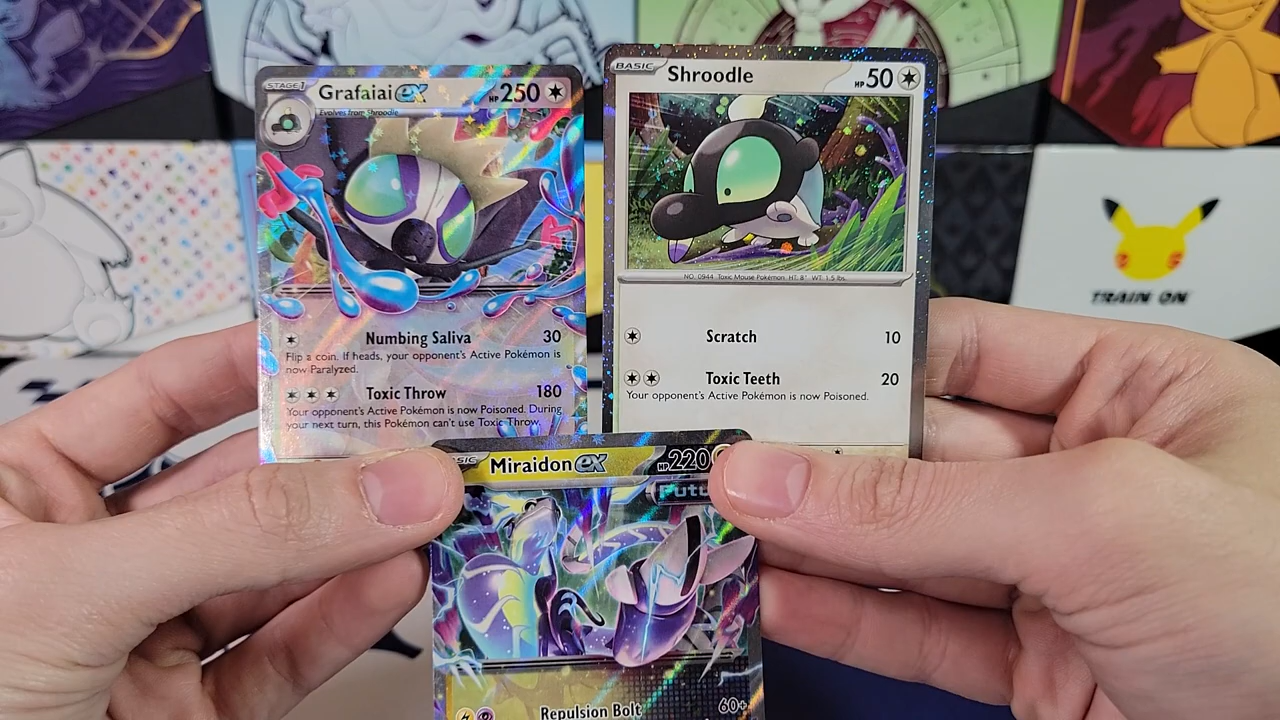 STAGE 1
Grafaiai ex
HP 250
Evolves from Shroodle
Numbing Saliva 30
Flip a coin. If heads, your opponent's Active Pokémon is
now Paralyzed.
Toxic Throw 180
Your opponent's Active Pokémon is now Poisoned. During
your next turn, this Pokémon can't use Toxic Throw.
BASIC
Shroodle
HP 50
NO. 0944 Toxic Mouse Pokémon HT: 8" WT: 1.5 lbs.
Scratch 10
Toxic Teeth 20
Your opponent's Active Pokémon is now Poisoned.
Miraidon ex
HP 220
Repulsion Bolt 60+
TRAIN ON